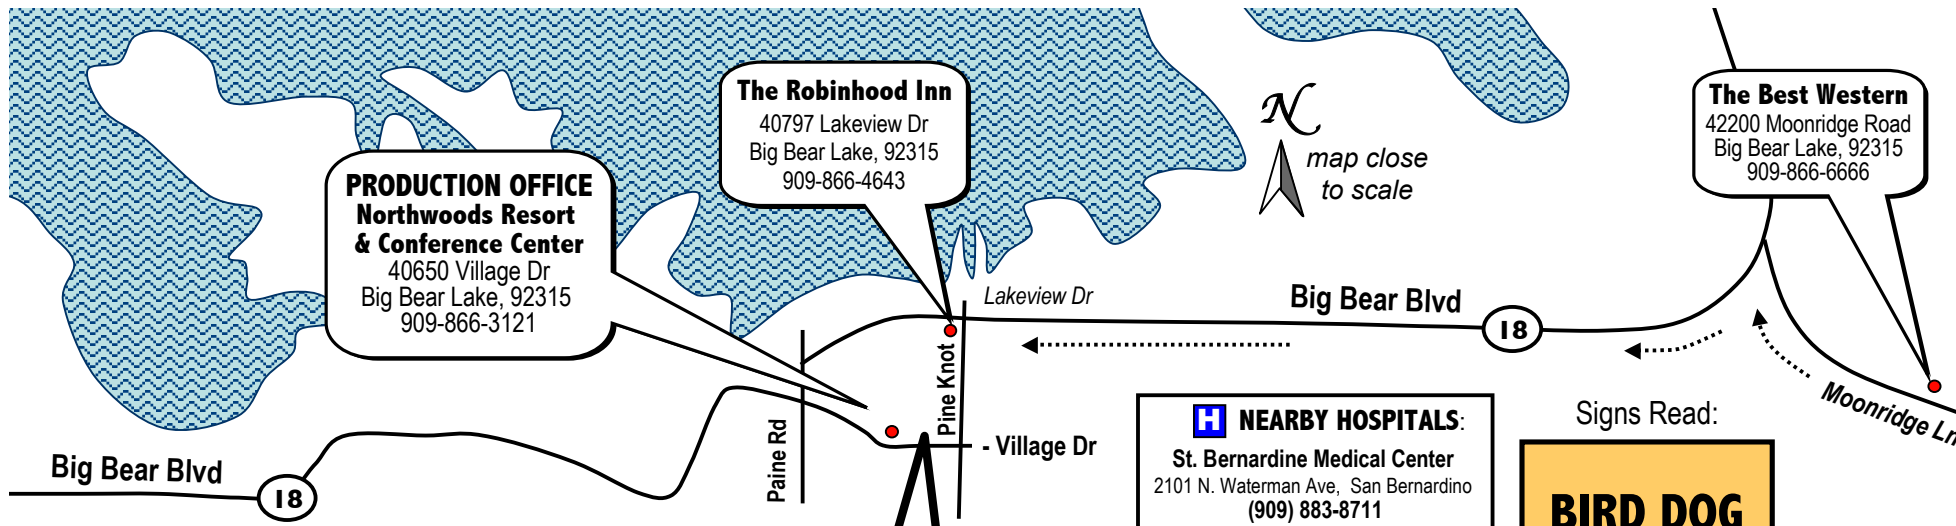 The Robinhood Inn
40797 Lakeview Dr
Big Bear Lake, 92315
909-866-4643
N
map close
to scale
The Best Western
42200 Moonridge Road
Big Bear Lake, 92315
909-866-6666
PRODUCTION OFFICE
Northwoods Resort
& Conference Center
40650 Village Dr
Big Bear Lake, 92315
909-866-3121
Lakeview Dr
Big Bear Blvd
18
Pine Knot
Paine Rd
- Village Dr
Moonridge Ln
Big Bear Blvd
18
H NEARBY HOSPITALS:
St. Bernardine Medical Center
2101 N. Waterman Ave, San Bernardino
(909) 883-8711
Signs Read:
BIRD DOG